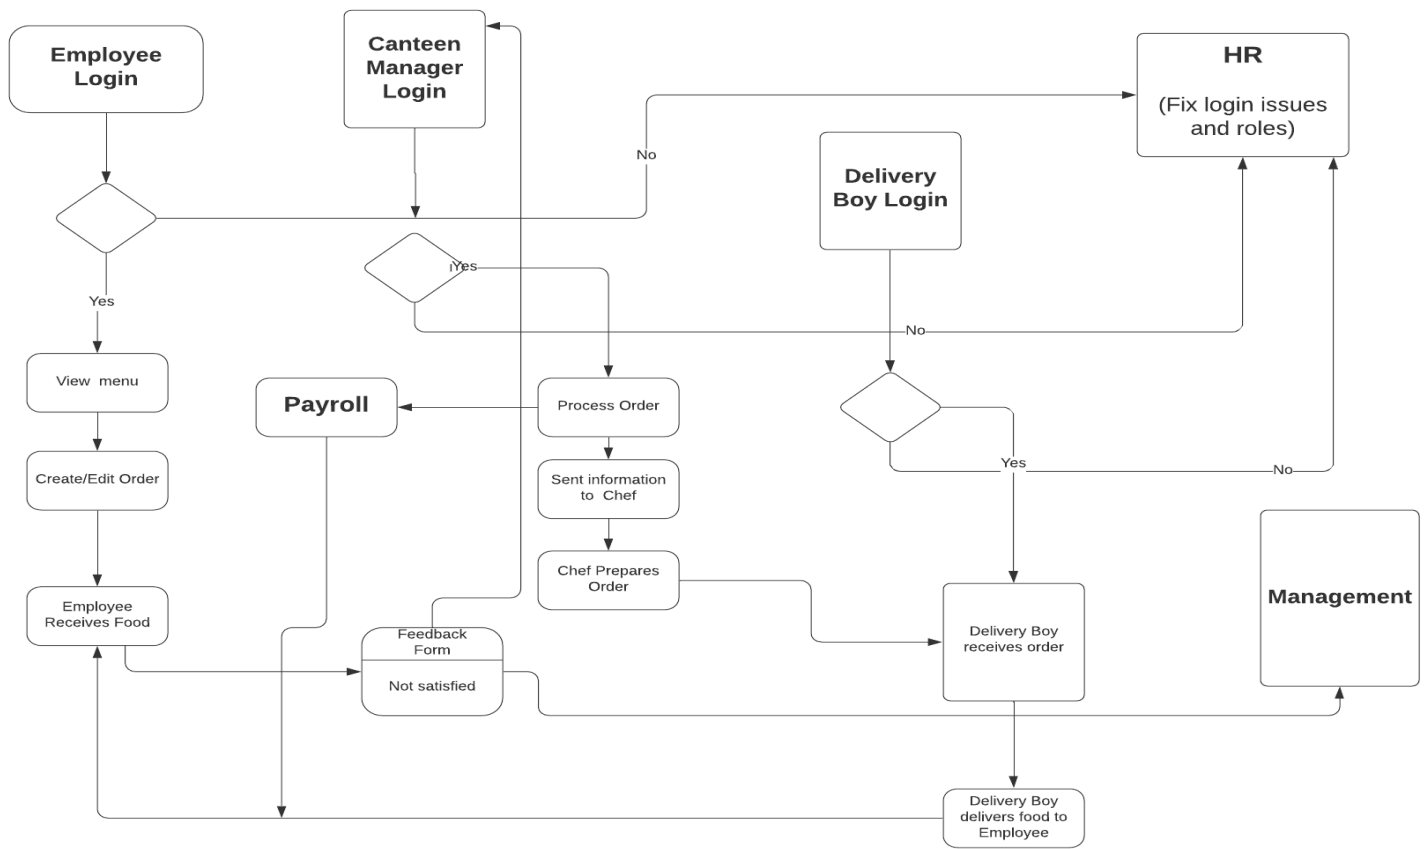 Employee
Login
Canteen
Manager
Login
HR
(Fix login issues
and roles)
No
Delivery
Boy Login
Yes
Yes
No
View  menu
Payroll
Process Order
Create/Edit Order
Sent information
to  Chef
Yes
No
Chef Prepares
Order
Management
Employee
Receives Food
Feedback
Form
Not satisfied
Delivery Boy
receives order
Delivery Boy
delivers food to
Employee